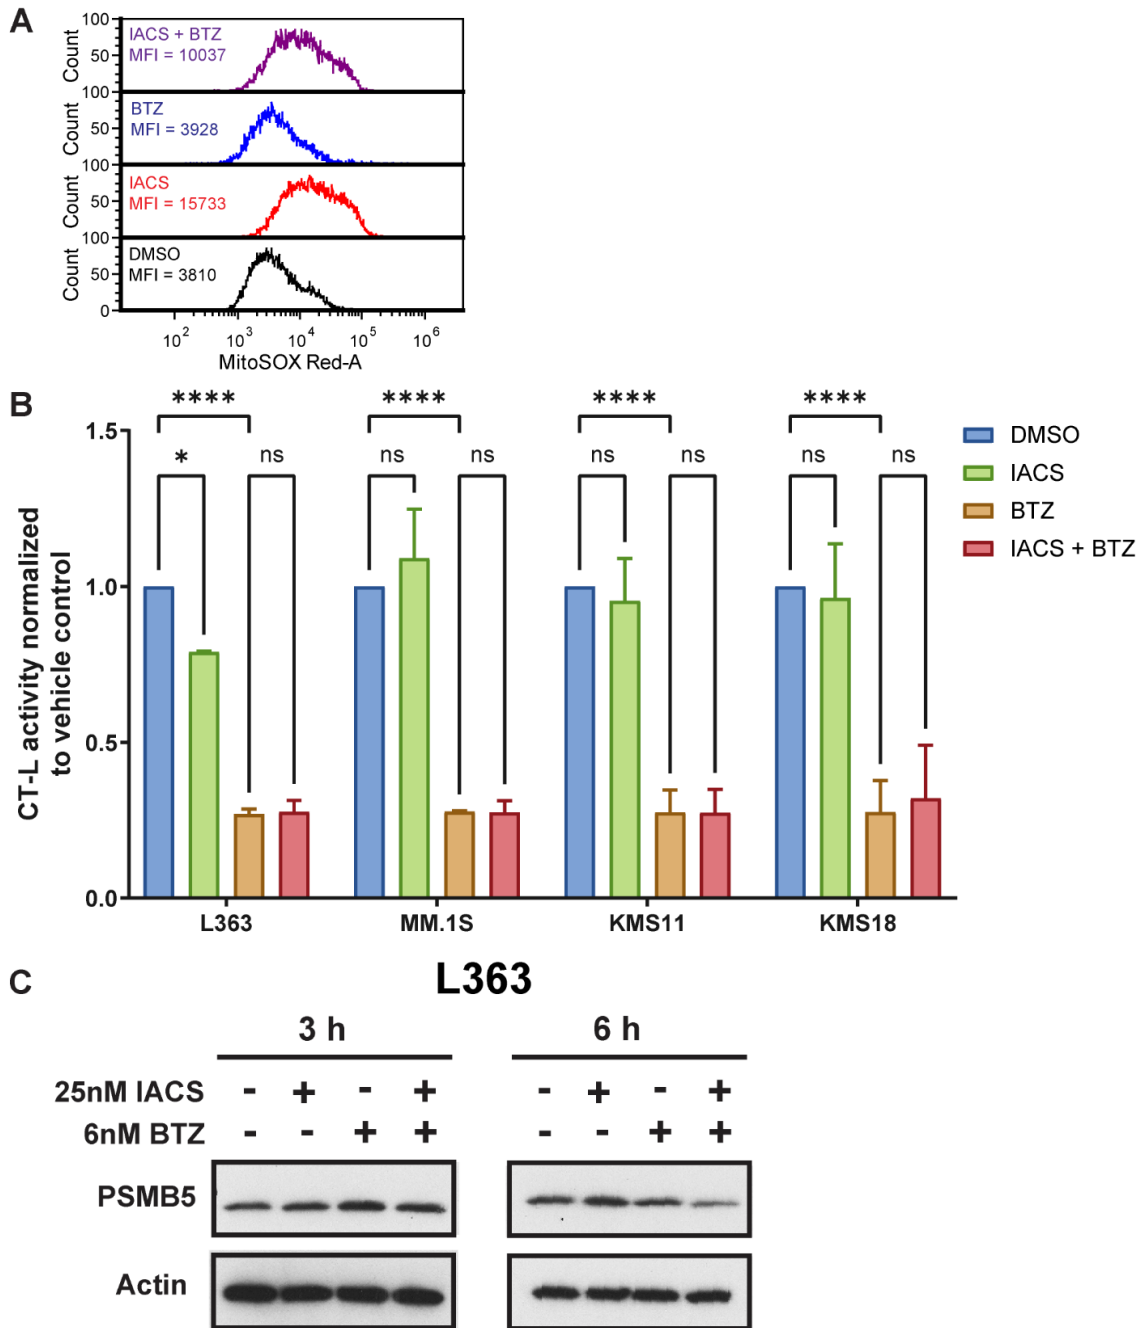 A
IACS + BTZ
MFI = 10037
BTZ
MFI = 3928
IACS
MFI = 15733
DMSO
MFI = 3810
Count
Count
Count
Count
100
50
100
50
100
50
100
50
0
10^2 10^3 10^4 10^5 10^6
MitoSOX Red-A
B
**** **** **** ****
* ns ns ns ns ns ns ns
CT-L activity normalized
to vehicle control
1.5
1.0
0.5
0.0
L363 MM.1S KMS11 KMS18
DMSO
IACS
BTZ
IACS + BTZ
C
L363
3 h 6 h
25nM IACS - + - + - + - +
6nM BTZ - - + + - - + +
PSMB5
Actin